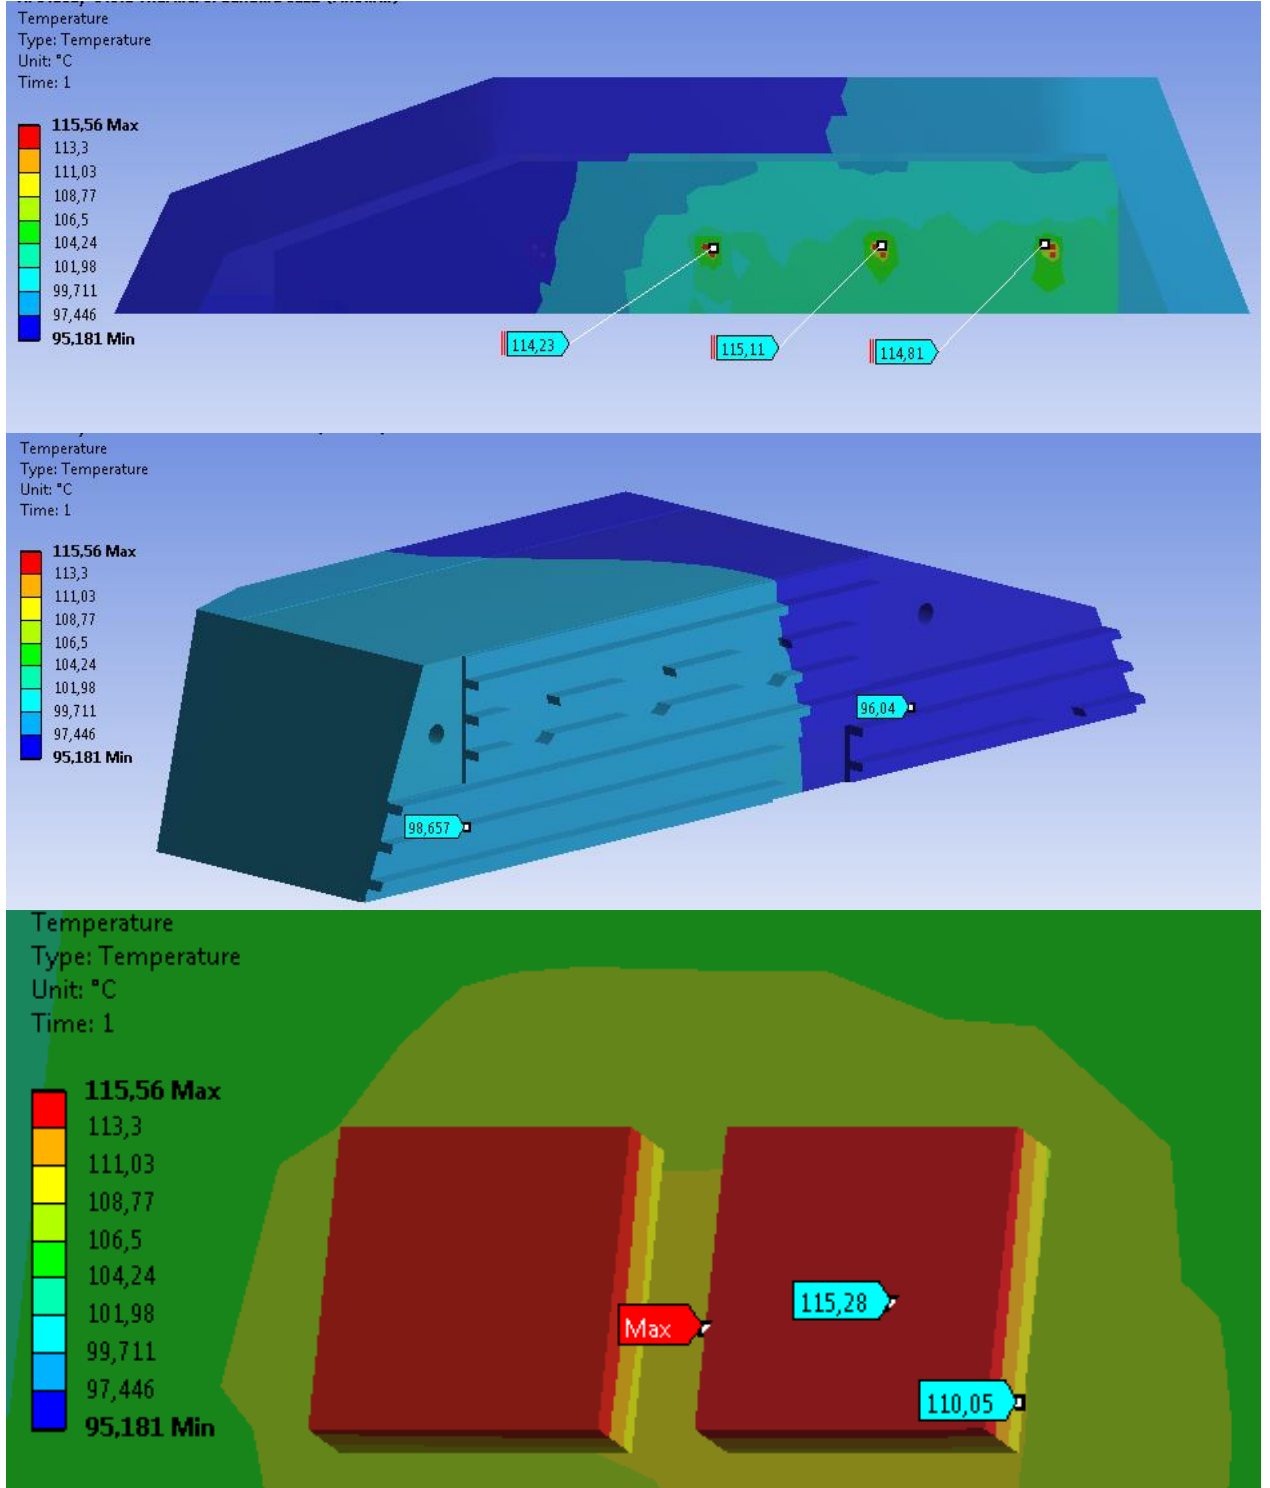 Temperature
Type: Temperature
Unit: °C
Time: 1
115,56 Max
113,3
111,03
108,77
106,5
104,24
101,98
99,711
97,446
95,181 Min
114,23
115,11
114,81
Temperature
Type: Temperature
Unit: °C
Time: 1
115,56 Max
113,3
111,03
108,77
106,5
104,24
101,98
99,711
97,446
95,181 Min
96,04
98,657
Temperature
Type: Temperature
Unit: °C
Time: 1
115,56 Max
113,3
111,03
108,77
106,5
104,24
101,98
99,711
97,446
95,181 Min
115,28
Max
110,05